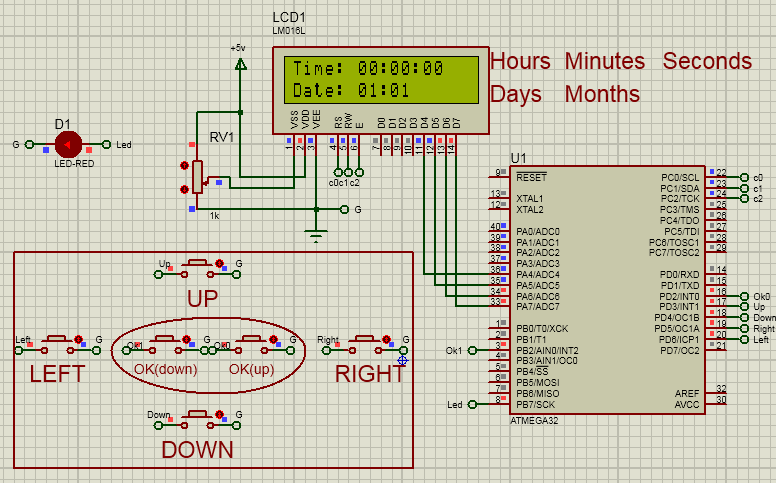 LCD1
LM016L
+5v
Time: 00:00:00
Date: 01:01
Hours Minutes Seconds
Days Months
VSS VDD VEE RS RW E D0 D1 D2 D3 D4 D5 D6 D7
1 2 3 4 5 6 7 8 9 10 11 12 13 14
c0 c1 c2
D1
G
Led
LED-RED
RV1
1k
G
U1
9 RESET
13 XTAL1
12 XTAL2
40 PA0/ADC0
39 PA1/ADC1
38 PA2/ADC2
37 PA3/ADC3
36 PA4/ADC4
35 PA5/ADC5
34 PA6/ADC6
33 PA7/ADC7
1 PB0/T0/XCK
2 PB1/T1
Ok1 3 PB2/AIN0/INT2
4 PB3/AIN1/OC0
5 PB4/SS
6 PB5/MOSI
7 PB6/MISO
Led 8 PB7/SCK
PC0/SCL 22 c0
PC1/SDA 23 c1
PC2/TCK 24 c2
PC3/TMS 25
PC4/TDO 26
PC5/TDI 27
PC6/TOSC1 28
PC7/TOSC2 29
PD0/RXD 14
PD1/TXD 15
PD2/INT0 16 Ok0
PD3/INT1 17 Up
PD4/OC1B 18 Down
PD5/OC1A 19 Right
PD6/ICP1 20 Left
PD7/OC2 21
AREF 32
AVCC 30
ATMEGA32
Up G
UP
Left G
LEFT
Ok1
OK(down)
Ok0 G
OK(up)
Right G
RIGHT
Down G
DOWN